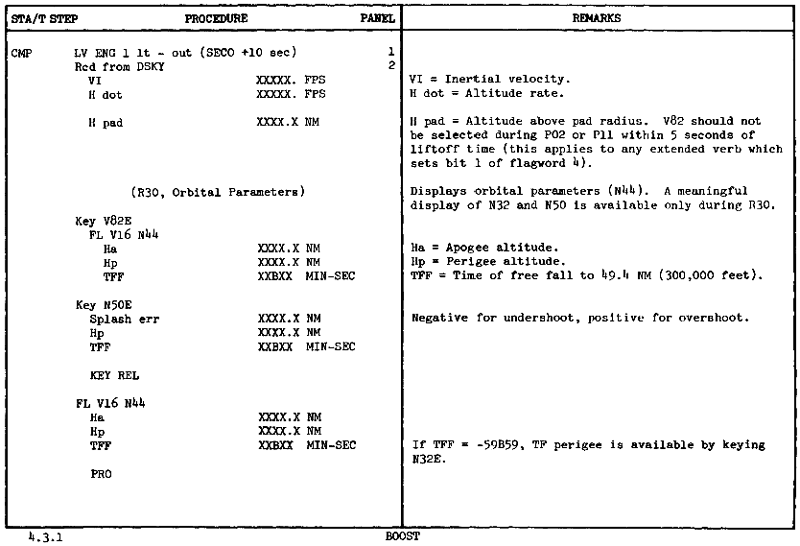 STA/T STEP PROCEDURE PANEL REMARKS
CMP LV ENG 1 lt - out (SECO +10 sec) 1
Rcd from DSKY 2
VI XXXXX. FPS VI = Inertial velocity.
H dot XXXXX. FPS H dot = Altitude rate.
H pad XXXX.X NM H pad = Altitude above pad radius. V82 should not
be selected during P02 or P11 within 5 seconds of
liftoff time (this applies to any extended verb which
sets bit 1 of flagword 4).
(R30, Orbital Parameters) Displays orbital parameters (N44). A meaningful
display of N32 and N50 is available only during R30.
Key V82E
FL V16 N44
Ha XXXX.X NM Ha = Apogee altitude.
Hp XXXX.X NM Hp = Perigee altitude.
TFF XXBXX MIN-SEC TFF = Time of free fall to 49.4 NM (300,000 feet).
Key N50E
Splash err XXXX.X NM Negative for undershoot, positive for overshoot.
Hp XXXX.X NM
TFF XXBXX MIN-SEC
KEY REL
FL V16 N44
Ha XXXX.X NM
Hp XXXX.X NM
TFF XXBXX MIN-SEC If TFF = -59B59, TF perigee is available by keying
N32E.
PRO
4.3.1 BOOST